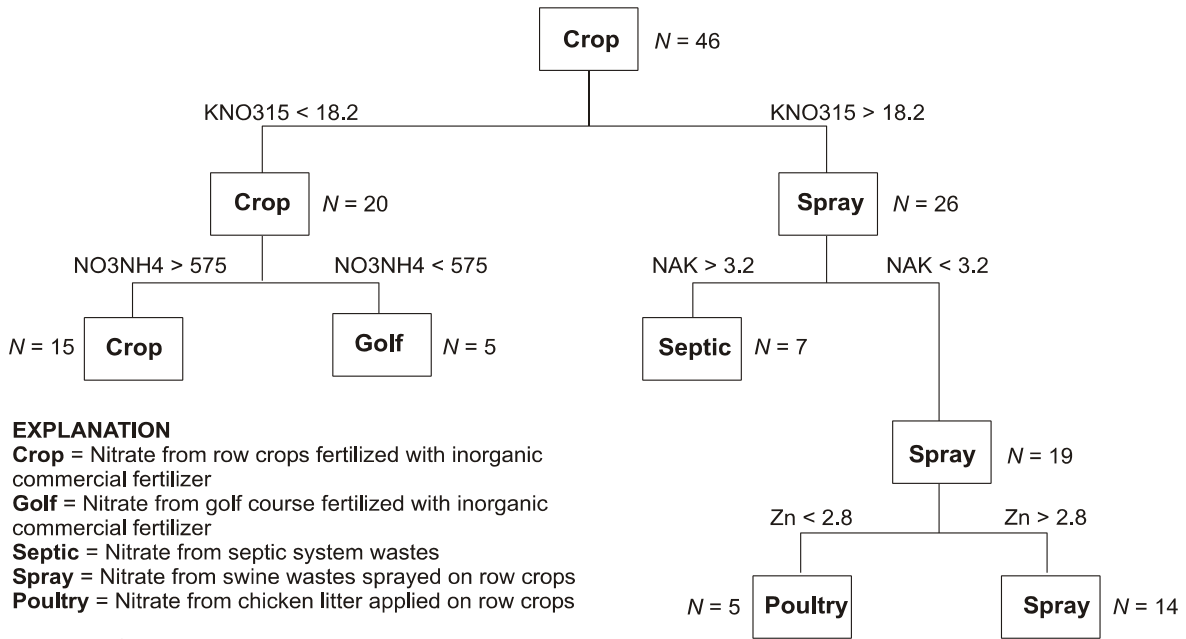 Crop N = 46
KNO315 < 18.2 KNO315 > 18.2
Crop N = 20 Spray N = 26
NO3NH4 > 575 NO3NH4 < 575 NAK > 3.2 NAK < 3.2
N = 15 Crop Golf N = 5 Septic N = 7
EXPLANATION
Crop = Nitrate from row crops fertilized with inorganic
commercial fertilizer
Golf = Nitrate from golf course fertilized with inorganic
commercial fertilizer
Septic = Nitrate from septic system wastes
Spray = Nitrate from swine wastes sprayed on row crops
Poultry = Nitrate from chicken litter applied on row crops
Spray N = 19
Zn < 2.8 Zn > 2.8
N = 5 Poultry Spray N = 14